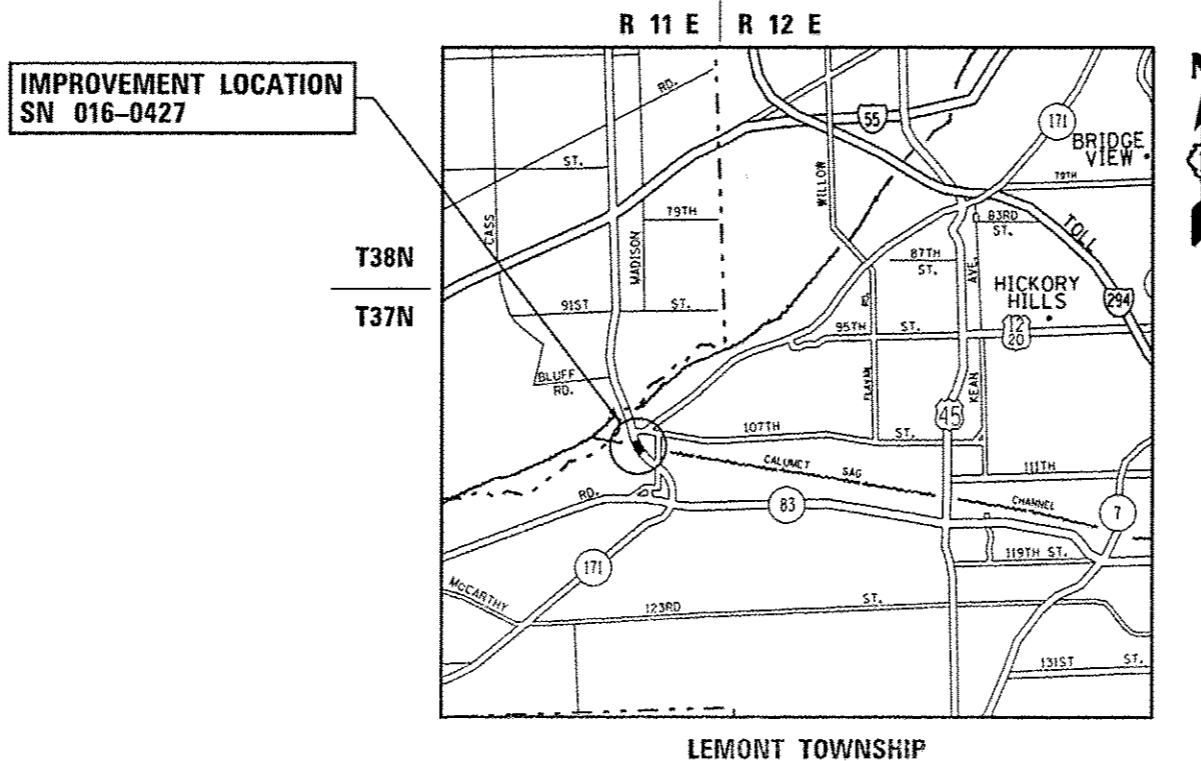 R 11 E R 12 E
IMPROVEMENT LOCATION
SN 016-0427
N
T38N
T37N
RD.
55
171
BRIDGE
VIEW
ST.
WILLOW
79TH
CASS
79TH
MADISON
83RD
ST.
TOLL
87TH
ST.
AVE.
HICKORY
HILLS
294
91ST ST.
RD.
95TH ST.
12
20
BLUFF
RD.
KEAN
45
107TH ST.
CALUMET SAG CHANNEL
111TH
RD.
83
7
171
119TH ST.
McCARTHY
123RD ST.
131ST ST.
LEMONT TOWNSHIP